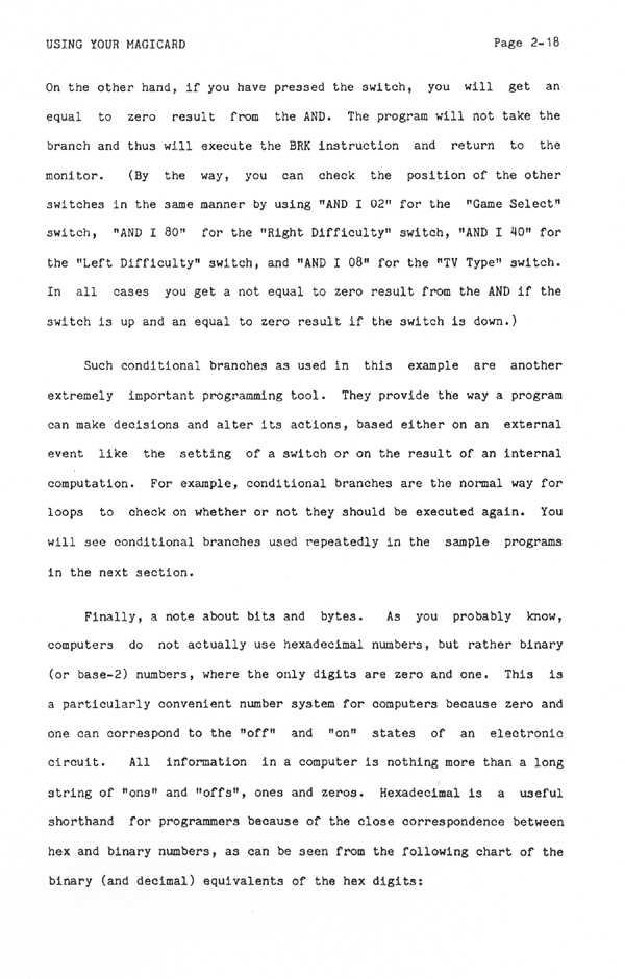 USING YOUR MAGICARD Page 2-18
On the other hand, if you have pressed the switch, you will get an
equal to zero result from the AND. The program will not take the
branch and thus will execute the BRK instruction and return to the
monitor. (By the way, you can check the position of the other
switches in the same manner by using "AND I 02" for the "Game Select"
switch, "AND I 80" for the "Right Difficulty" switch, "AND I 40" for
the "Left Difficulty" switch, and "AND I 08" for the "TV Type" switch.
In all cases you get a not equal to zero result from the AND if the
switch is up and an equal to zero result if the switch is down.)
Such conditional branches as used in this example are another
extremely important programming tool. They provide the way a program
can make decisions and alter its actions, based either on an external
event like the setting of a switch or on the result of an internal
computation. For example, conditional branches are the normal way for
loops to check on whether or not they should be executed again. You
will see conditional branches used repeatedly in the sample programs
in the next section.
Finally, a note about bits and bytes. As you probably know,
computers do not actually use hexadecimal numbers, but rather binary
(or base-2) numbers, where the only digits are zero and one. This is
a particularly convenient number system for computers because zero and
one can correspond to the "off" and "on" states of an electronic
circuit. All information in a computer is nothing more than a long
string of "ons" and "offs", ones and zeros. Hexadecimal is a useful
shorthand for programmers because of the close correspondence between
hex and binary numbers, as can be seen from the following chart of the
binary (and decimal) equivalents of the hex digits: